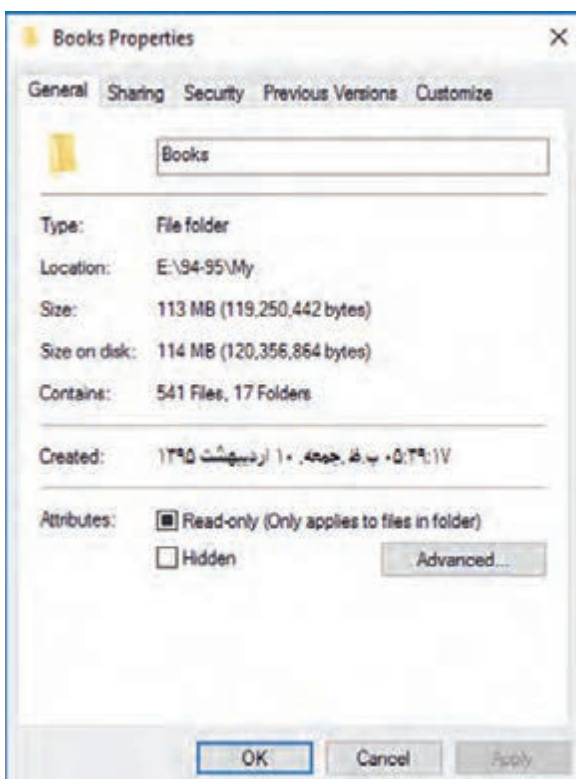 Books Properties
General Sharing Security Previous Versions Customize
Books
Type: File folder
Location: E:\94-95\My
Size: 113 MB (119,250,442 bytes)
Size on disk: 114 MB (120,356,864 bytes)
Contains: 541 Files, 17 Folders
Created: ۰۵:۳۹:۱۷ ب.ظ ,جمعه, ۱۰ اردیبهشت ۱۳۹۵
Attributes: Read-only (Only applies to files in folder)
Hidden Advanced...
OK Cancel Apply